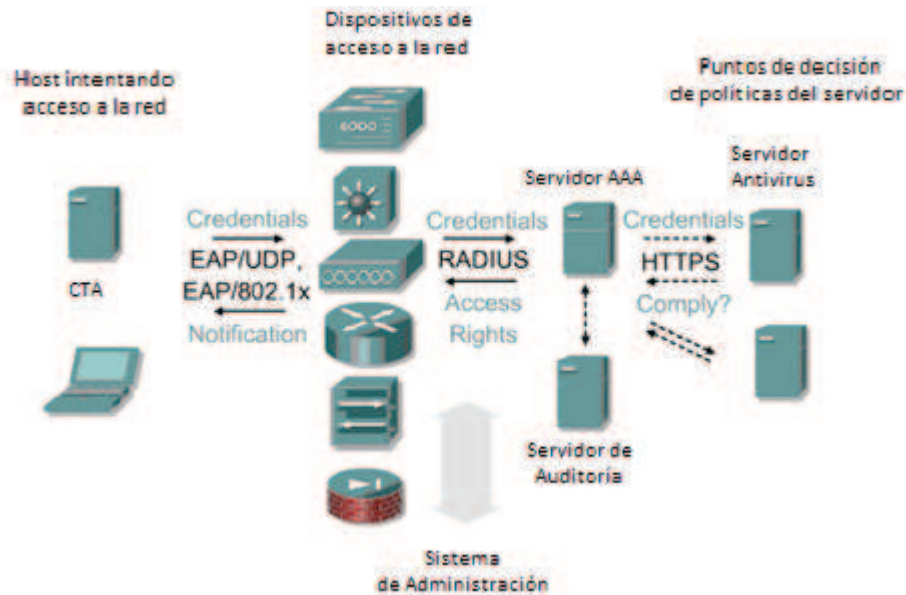 Dispositivos de
acceso a la red
Host intentando
acceso a la red
Puntos de decisión
de políticas del servidor
Servidor AAA
Servidor
Antivirus
Credentials
EAP/UDP,
EAP/802.1x
Notification
CTA
Credentials
RADIUS
Access
Rights
Credentials
HTTPS
Comply?
Servidor de
Auditoría
Sistema
de Administración